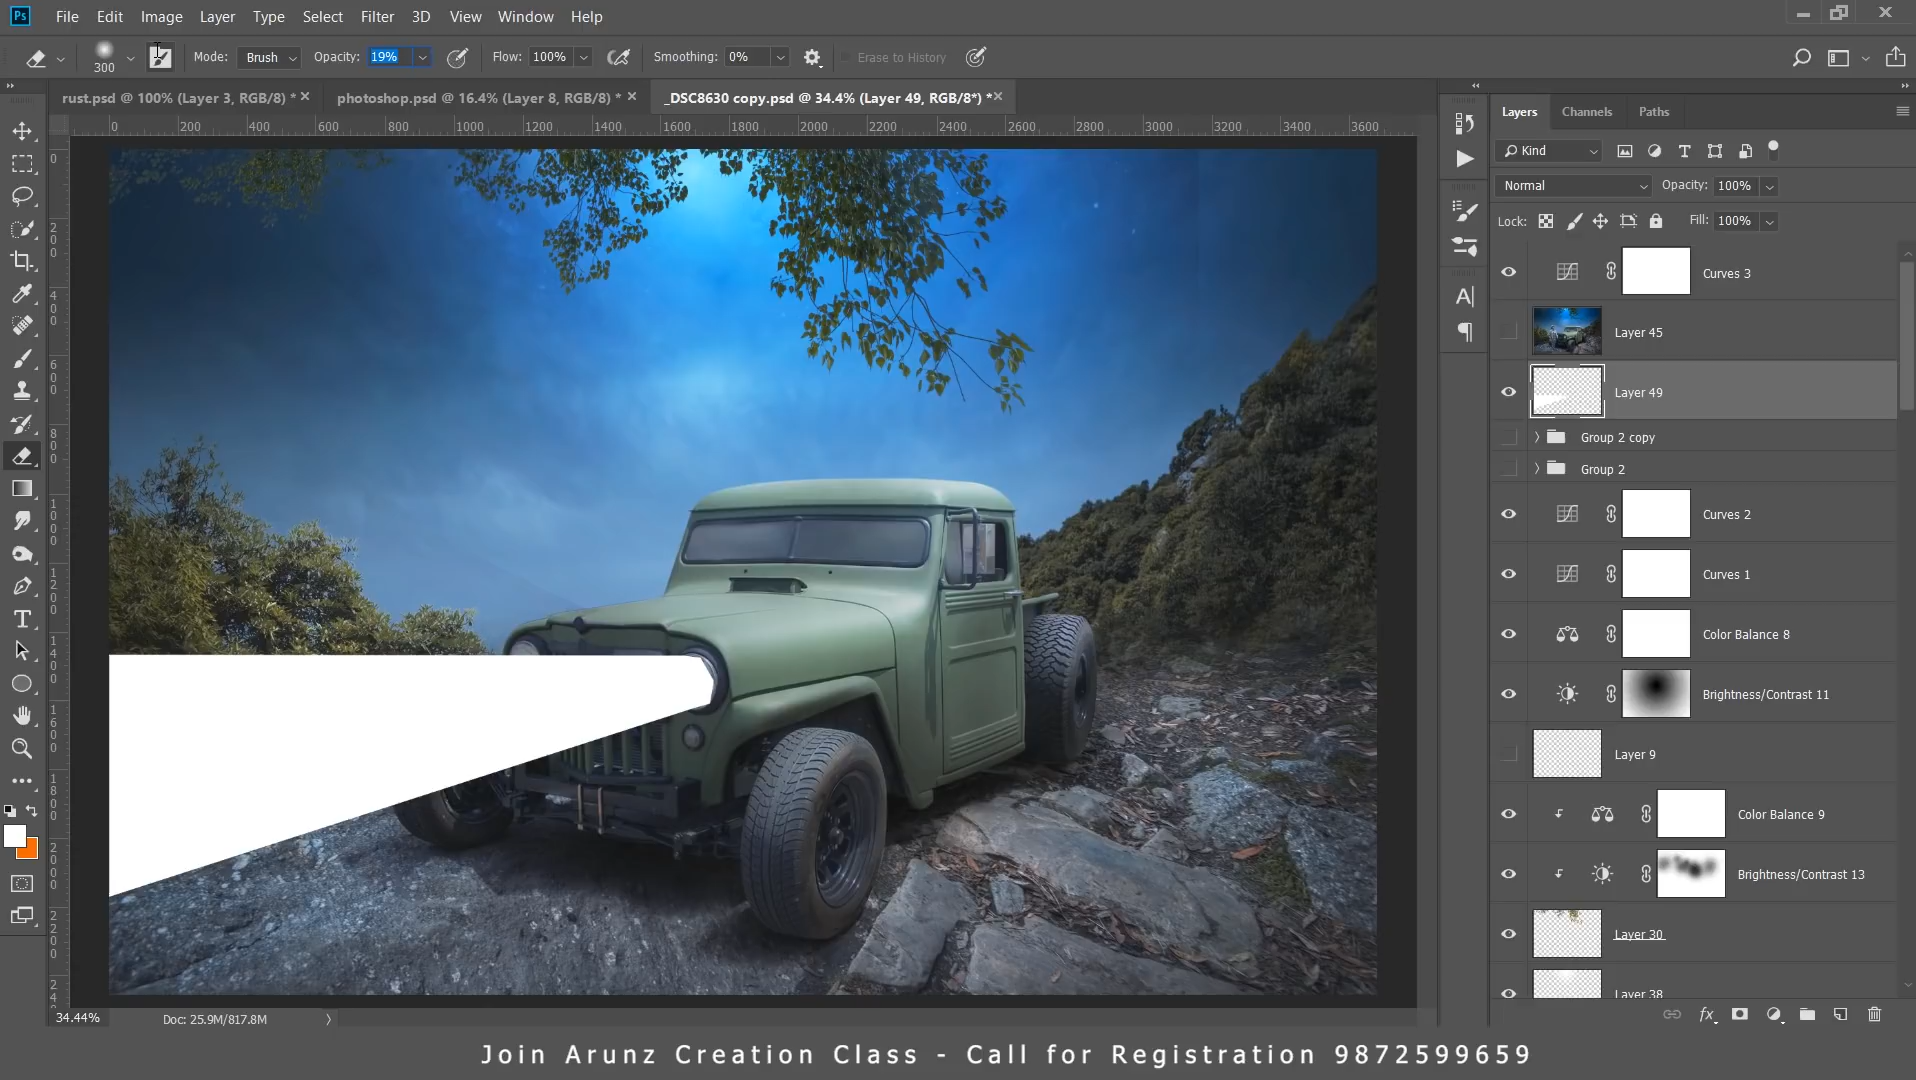 Ps File Edit Image Layer Type Select Filter 3D View Window Help
300 Mode: Brush Opacity: 19% Flow: 100% Smoothing: 0% Erase to History
rust.psd @ 100% (Layer 3, RGB/8) * photoshop.psd @ 16.4% (Layer 8, RGB/8) * _DSC8630 copy.psd @ 34.4% (Layer 49, RGB/8*) *
0 200 400 600 800 1000 1200 1400 1600 1800 2000 2200 2400 2600 2800 3000 3200 3400 3600
Layers Channels Paths
Kind
Normal Opacity: 100%
Lock: Fill: 100%
Curves 3
Layer 45
Layer 49
Group 2 copy
Group 2
Curves 2
Curves 1
Color Balance 8
Brightness/Contrast 11
Layer 9
Color Balance 9
Brightness/Contrast 13
Layer 30
Layer 38
34.44% Doc: 25.9M/817.8M
Join Arunz Creation Class - Call for Registration 9872599659